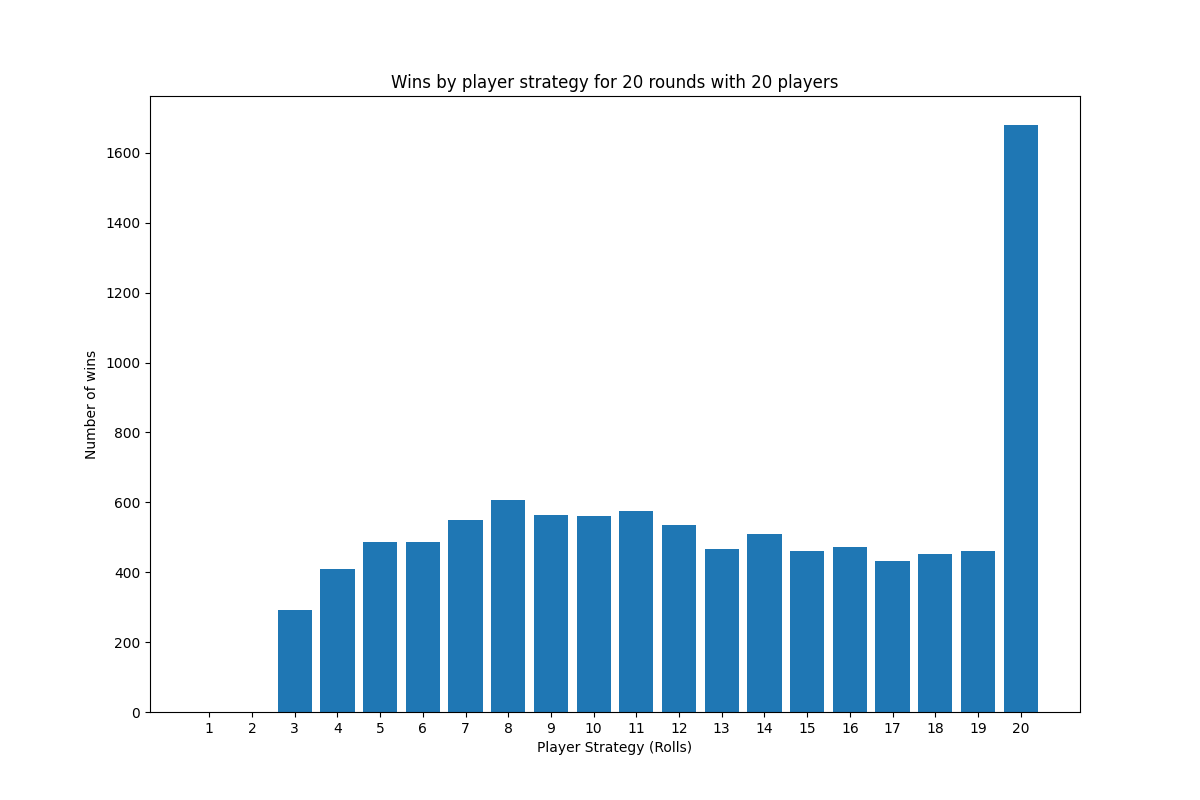 Wins by player strategy for 20 rounds with 20 players
1600
1400
1200
1000
800
600
400
200
0
Number of wins
1 2 3 4 5 6 7 8 9 10 11 12 13 14 15 16 17 18 19 20
Player Strategy (Rolls)